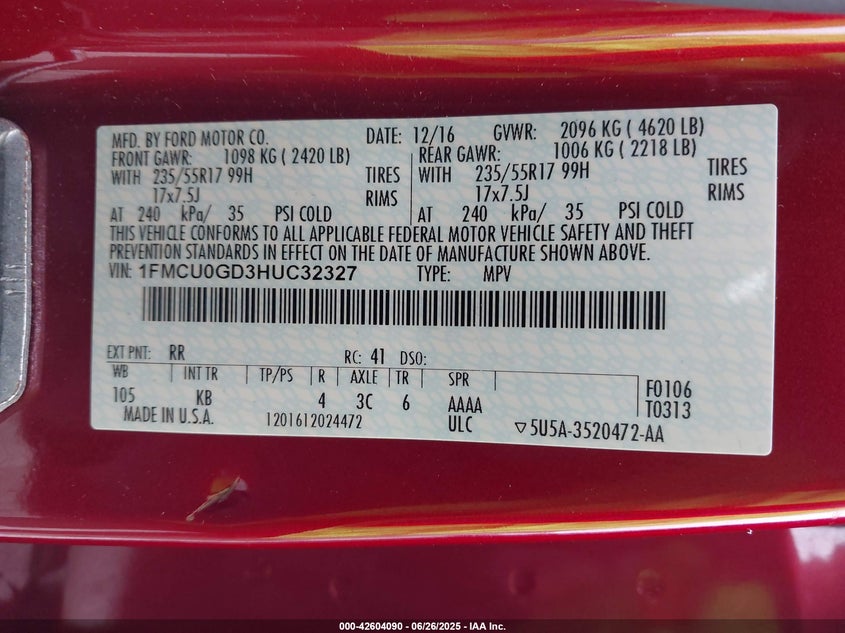 MFD. BY FORD MOTOR CO. DATE: 12/16 GVWR: 2096 KG ( 4620 LB)
FRONT GAWR: 1098 KG ( 2420 LB) REAR GAWR: 1006 KG ( 2218 LB)
WITH 235/55R17 99H TIRES WITH 235/55R17 99H TIRES
17x7.5J RIMS 17x7.5J RIMS
AT 240 kPa/ 35 PSI COLD AT 240 kPa/ 35 PSI COLD
THIS VEHICLE CONFORMS TO ALL APPLICABLE FEDERAL MOTOR VEHICLE SAFETY AND THEFT
PREVENTION STANDARDS IN EFFECT ON THE DATE OF MANUFACTURE SHOWN ABOVE.
VIN: 1FMCU0GD3HUC32327 TYPE: MPV
EXT PNT: RR RC: 41 DSO:
WB INT TR TP/PS R AXLE TR SPR F0106
105 KB 4 3C 6 AAAA T0313
MADE IN U.S.A. 1201612024472 ULC ▽5U5A-3520472-AA
000-42604090 - 06/26/2025 - IAA Inc.